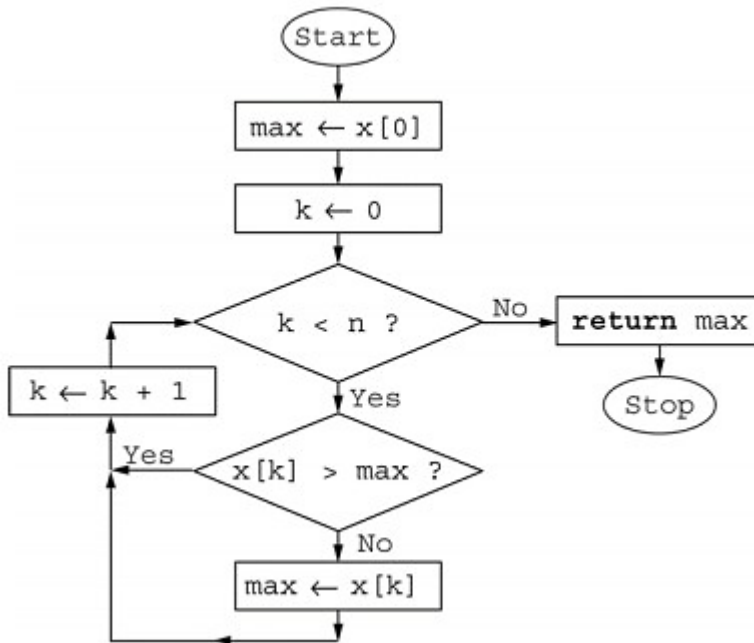 Start
max ← x[0]
k ← 0
k < n ?
No
return max
k ← k + 1
Yes
Stop
Yes
x[k] > max ?
No
max ← x[k]